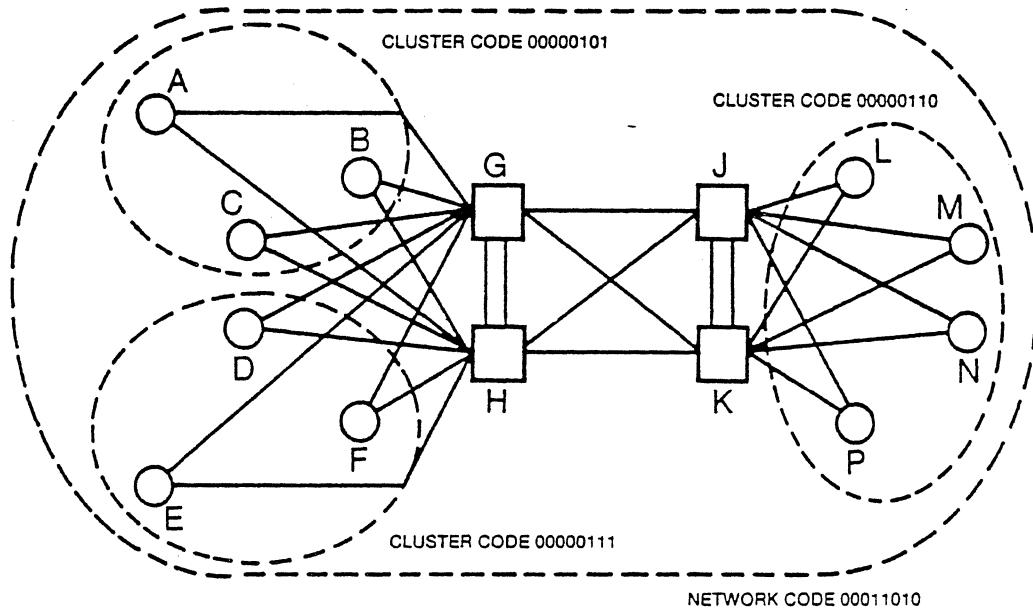 CLUSTER CODE 00000101
A
CLUSTER CODE 00000110
B
G
J
L
C
M
D
H
K
N
F
P
E
CLUSTER CODE 00000111
NETWORK CODE 00011010